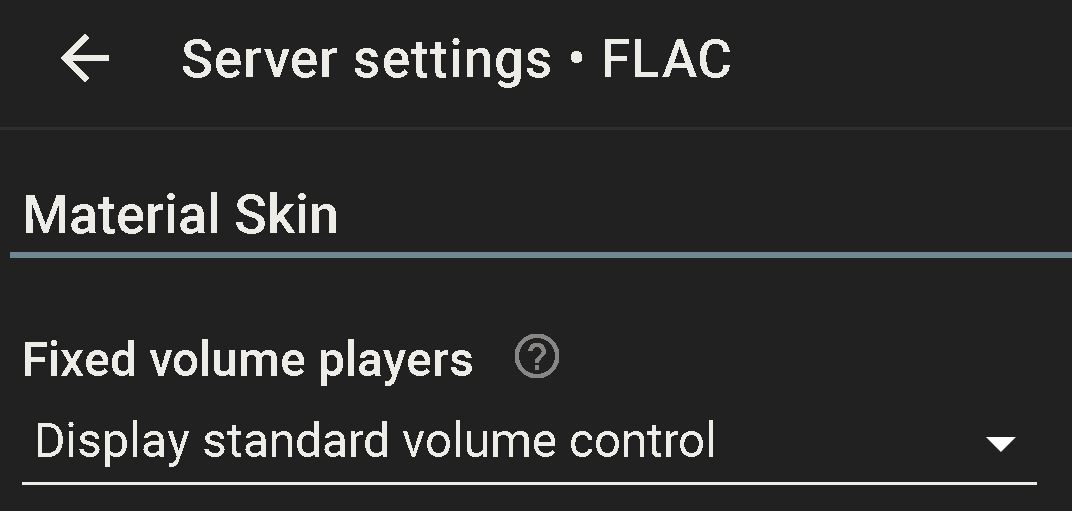 Server settings • FLAC
Material Skin
Fixed volume players ?
Display standard volume control